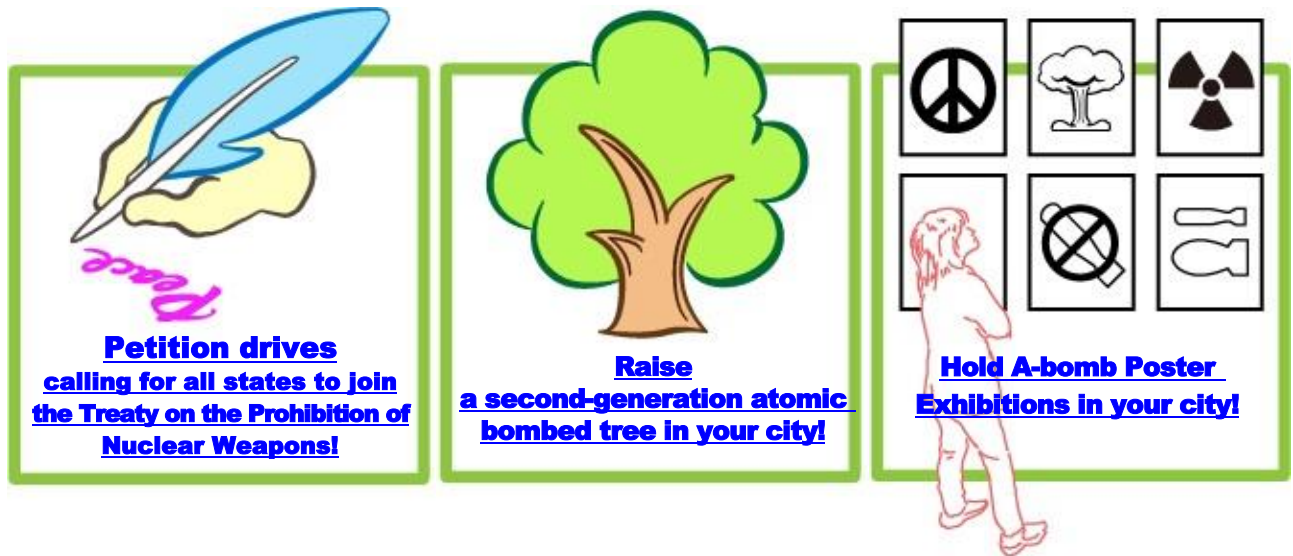 Peace
Petition drives
calling for all states to join
the Treaty on the Prohibition of
Nuclear Weapons!
Raise
a second-generation atomic
bombed tree in your city!
Hold A-bomb Poster
Exhibitions in your city!